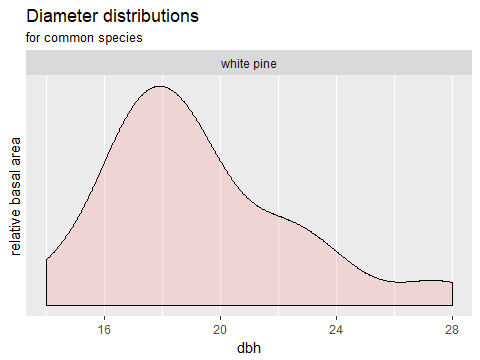 Diameter distributions
for common species
white pine
relative basal area
16 20 24 28
dbh